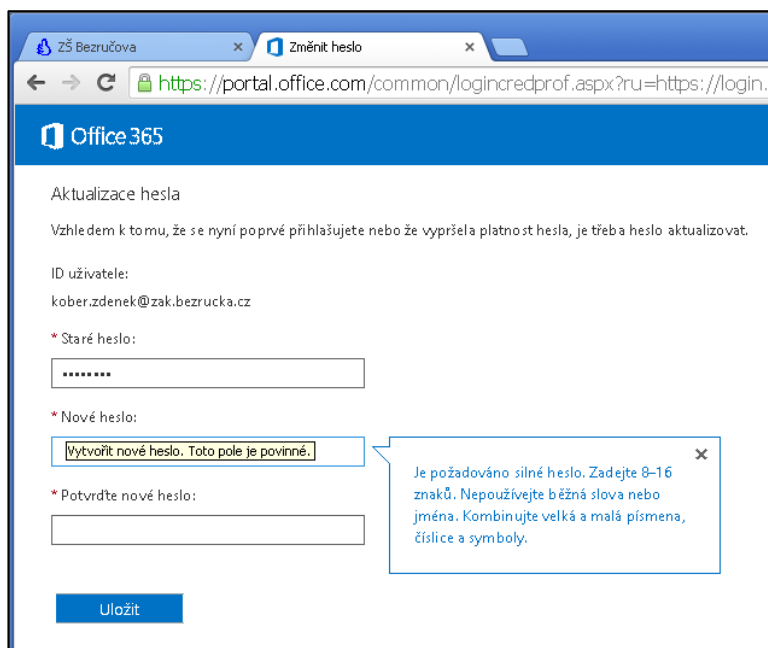 ZŠ Bezručova
Změnit heslo
https://portal.office.com/common/logincredprof.aspx?ru=https://login.
Office 365
Aktualizace hesla
Vzhledem k tomu, že se nyní poprvé přihlašujete nebo že vypršela platnost hesla, je třeba heslo aktualizovat.
ID uživatele:
kober.zdenek@zak.bezrucka.cz
* Staré heslo:
••••••••
* Nové heslo:
Vytvořit nové heslo. Toto pole je povinné.
Je požadováno silné heslo. Zadejte 8–16
znaků. Nepoužívejte běžná slova nebo
jména. Kombinujte velká a malá písmena,
číslice a symboly.
* Potvrďte nové heslo:
Uložit